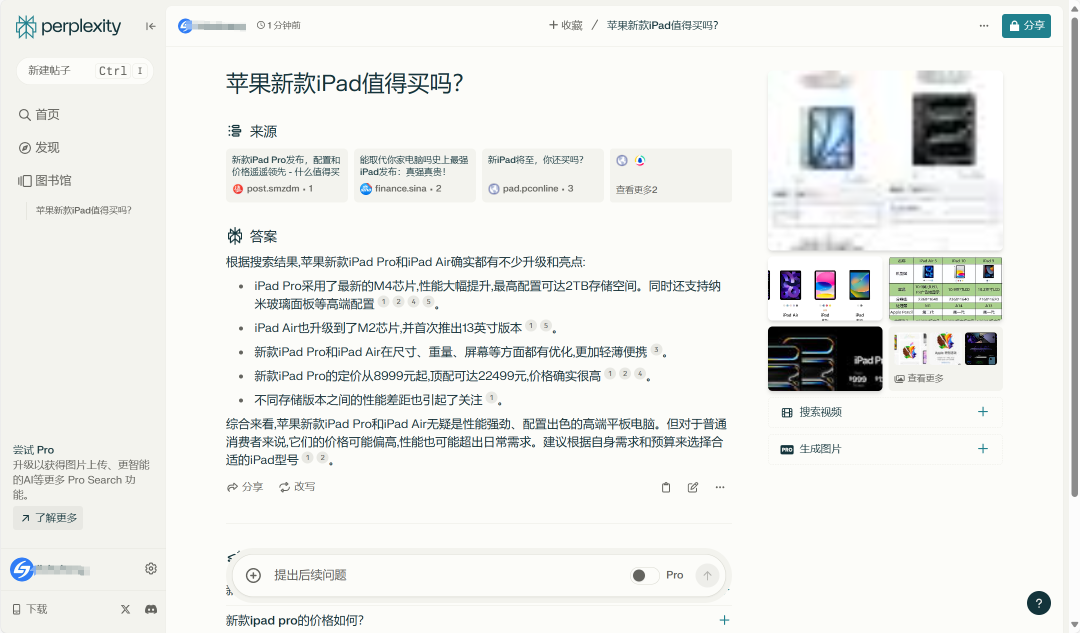 perplexity
新建帖子 Ctrl I
首页
发现
图书馆
苹果新款iPad值得买吗?
尝试 Pro
升级以获得图片上传、更智能
的AI等更多 Pro Search 功
能。
了解更多
下载
1 分钟前
收藏 / 苹果新款iPad值得买吗?
分享
苹果新款iPad值得买吗?
来源
新款iPad Pro发布，配置和
价格遥遥领先 - 什么值得买
post.smzdm • 1
能取代你家电脑吗史上最强
iPad发布：真强真贵！
finance.sina • 2
新iPad将至，你还买吗?
pad.pconline • 3
查看更多2
答案
根据搜索结果,苹果新款iPad Pro和iPad Air确实都有不少升级和亮点:
• iPad Pro采用了最新的M4芯片,性能大幅提升,最高配置可达2TB存储空间。同时还支持纳
米玻璃面板等高端配置 1 2 4 5 。
• iPad Air也升级到了M2芯片,并首次推出13英寸版本 1 5 。
• 新款iPad Pro和iPad Air在尺寸、重量、屏幕等方面都有优化,更加轻薄便携 3 。
• 新款iPad Pro的定价从8999元起,顶配可达22499元,价格确实很高 1 2 4 。
• 不同存储版本之间的性能差距也引起了关注 1 。
综合来看,苹果新款iPad Pro和iPad Air无疑是性能强劲、配置出色的高端平板电脑。但对于普通
消费者来说,它们的价格可能偏高,性能也可能超出日常需求。建议根据自身需求和预算来选择合
适的iPad型号 1 2 。
分享 改写
提出后续问题 Pro
新款ipad pro的价格如何?
iPad Air
iPad
iPad Pr
查看更多
搜索视频
PRO 生成图片
?